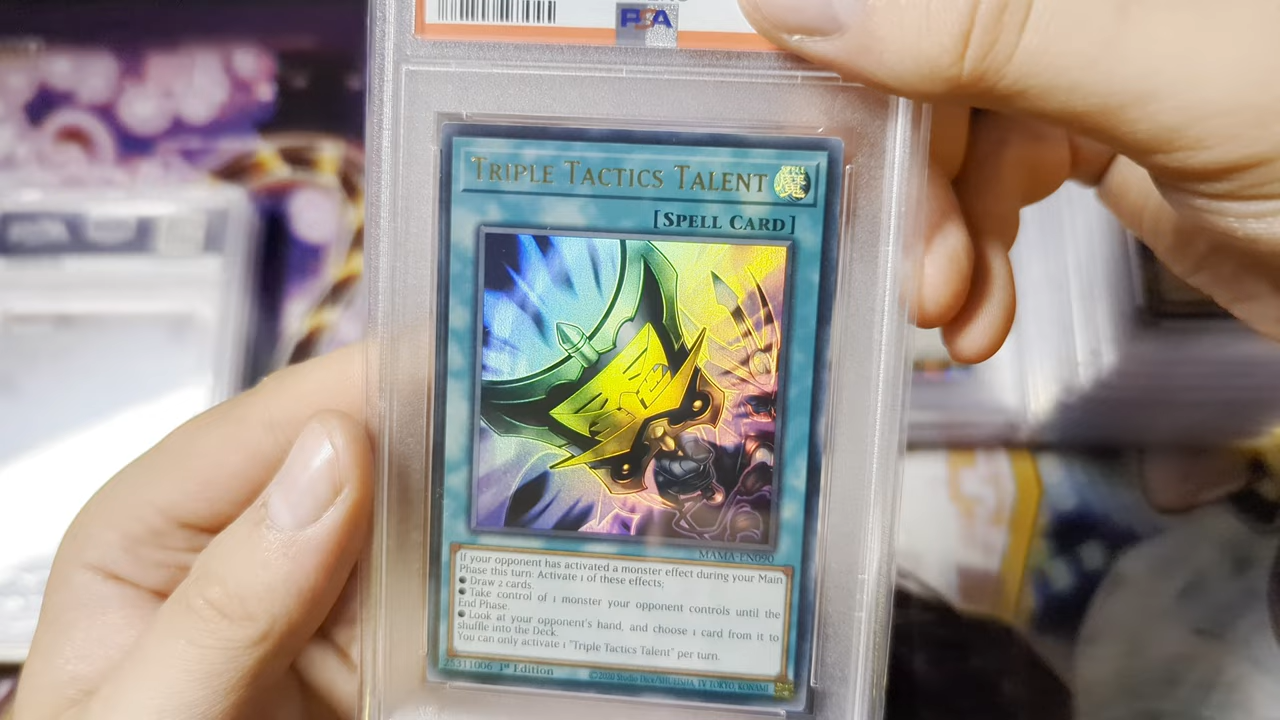 PSA
TRIPLE TACTICS TALENT 魔
[SPELL CARD]
MAMA-EN090
If your opponent has activated a monster effect during your Main
Phase this turn: Activate 1 of these effects;
● Draw 2 cards.
● Take control of 1 monster your opponent controls until the
End Phase.
● Look at your opponent's hand, and choose 1 card from it to
shuffle into the Deck.
You can only activate 1 "Triple Tactics Talent" per turn.
25311006 1st Edition
©2020 Studio Dice/SHUEISHA, TV TOKYO, KONAMI